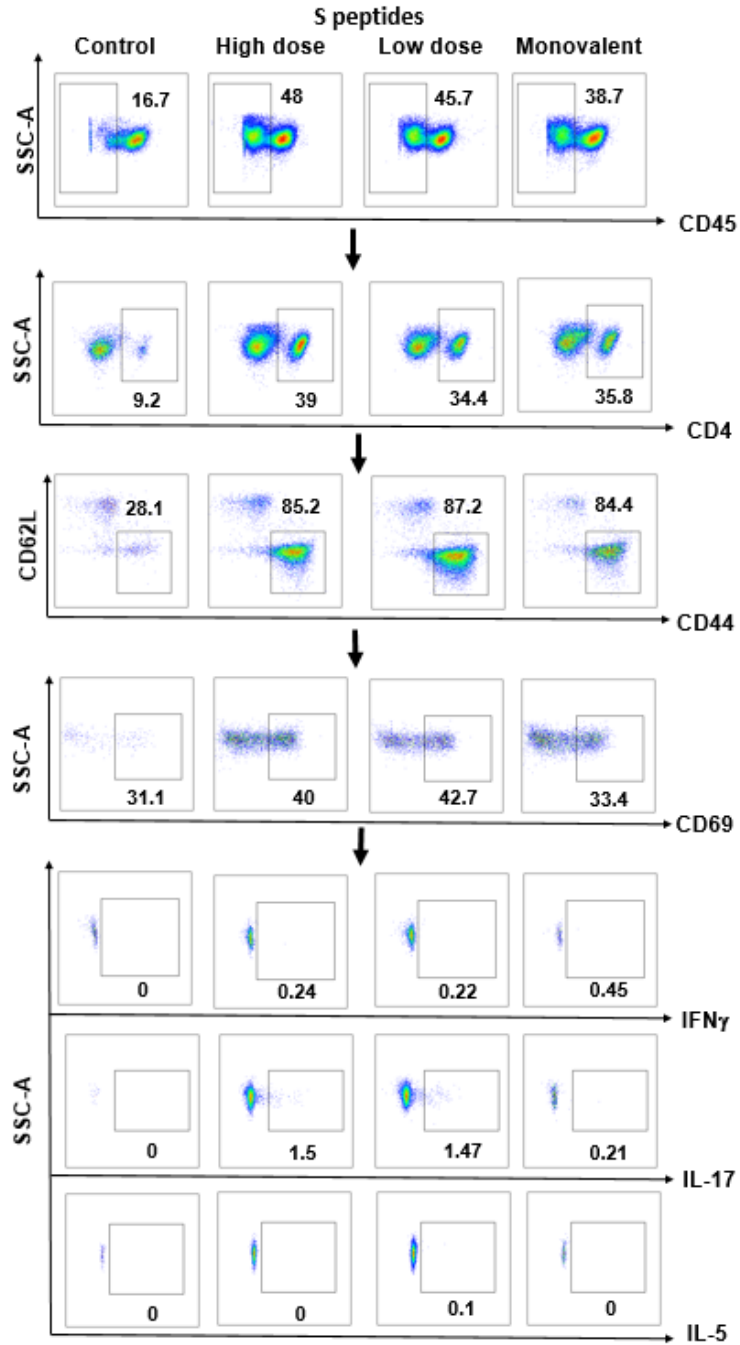 S peptides
Control High dose Low dose Monovalent
SSC-A
16.7 48 45.7 38.7
CD45
SSC-A
9.2 39 34.4 35.8
CD4
CD62L
28.1 85.2 87.2 84.4
CD44
SSC-A
31.1 40 42.7 33.4
CD69
0 0.24 0.22 0.45
IFNγ
SSC-A
0 1.5 1.47 0.21
IL-17
0 0 0.1 0
IL-5